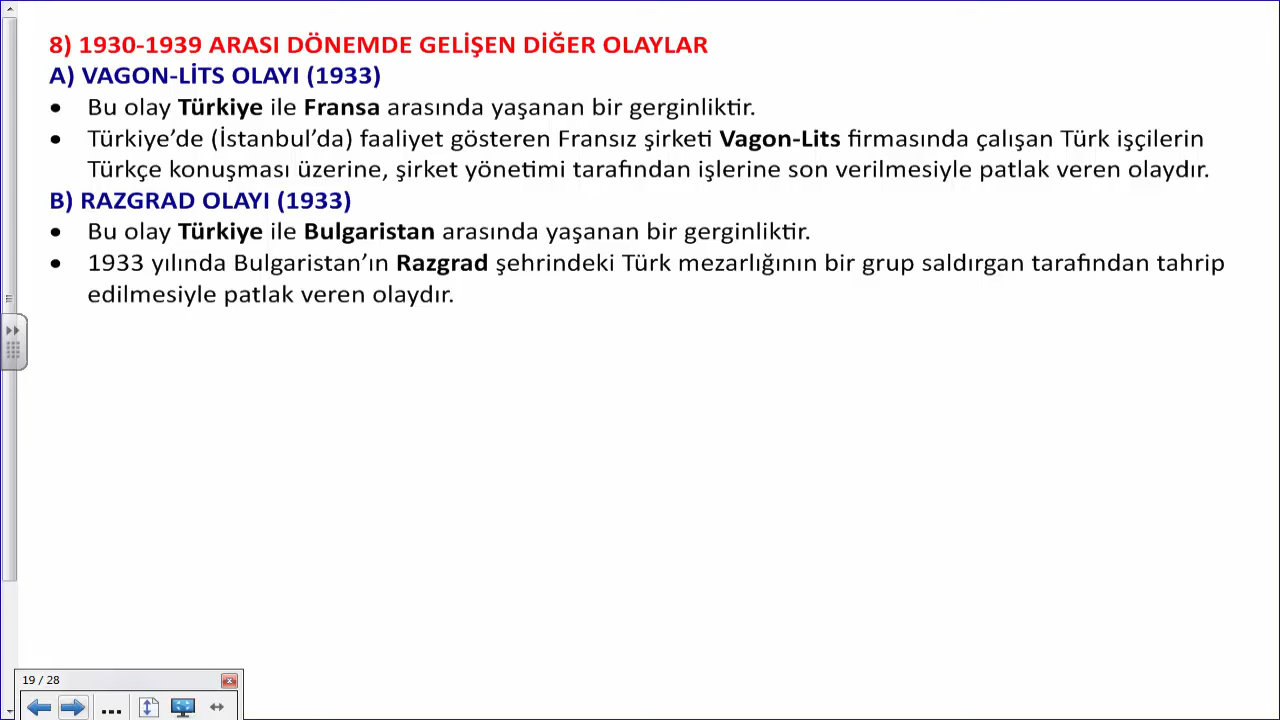 8) 1930-1939 ARASI DÖNEMDE GELİŞEN DİĞER OLAYLAR
A) VAGON-LİTS OLAYI (1933)
• Bu olay Türkiye ile Fransa arasında yaşanan bir gerginliktir.
• Türkiye’de (İstanbul’da) faaliyet gösteren Fransız şirketi Vagon-Lits firmasında çalışan Türk işçilerin
Türkçe konuşması üzerine, şirket yönetimi tarafından işlerine son verilmesiyle patlak veren olaydır.
B) RAZGRAD OLAYI (1933)
• Bu olay Türkiye ile Bulgaristan arasında yaşanan bir gerginliktir.
• 1933 yılında Bulgaristan’ın Razgrad şehrindeki Türk mezarlığının bir grup saldırgan tarafından tahrip
edilmesiyle patlak veren olaydır.
19 / 28